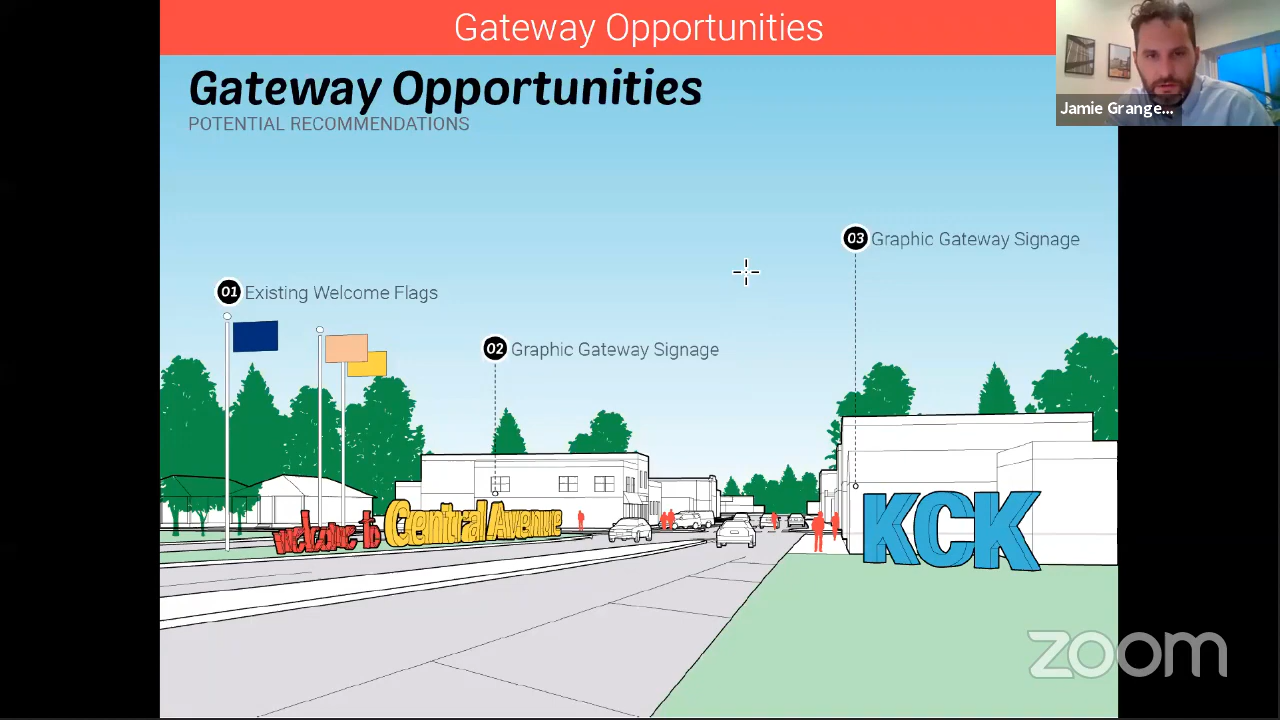 Gateway Opportunities
Gateway Opportunities
POTENTIAL RECOMMENDATIONS
Jamie Grange...
03 Graphic Gateway Signage
01 Existing Welcome Flags
02 Graphic Gateway Signage
welcome to Central Avenue
KCK
zoom